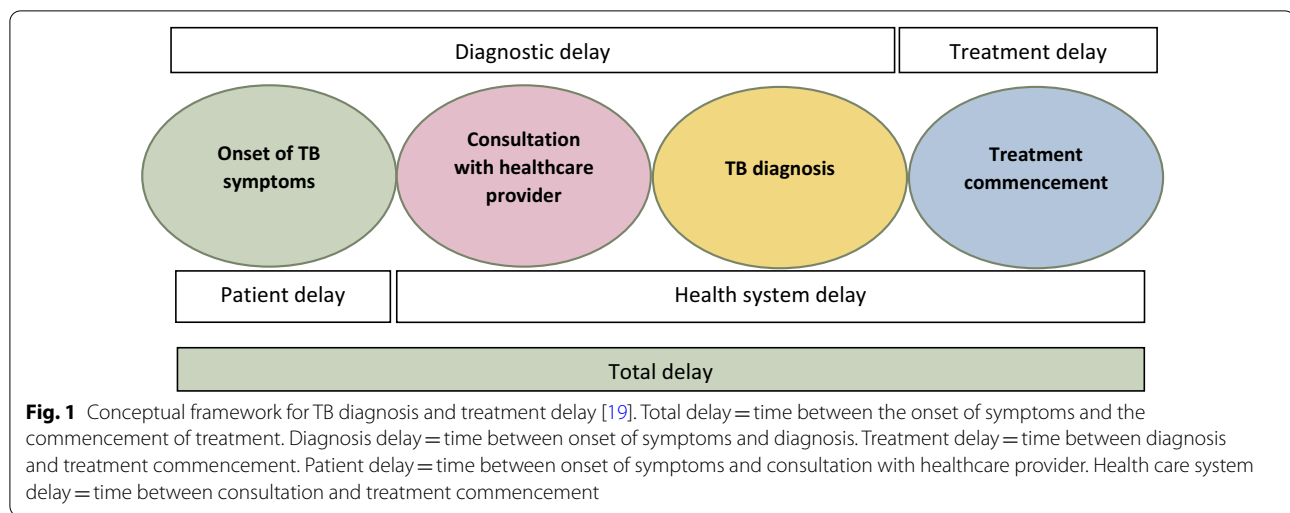 Diagnostic delay
Treatment delay
Onset of TB
symptoms
Consultation
with healthcare
provider
TB diagnosis
Treatment
commencement
Patient delay
Health system delay
Total delay
Fig. 1 Conceptual framework for TB diagnosis and treatment delay [19]. Total delay = time between the onset of symptoms and the
commencement of treatment. Diagnosis delay = time between onset of symptoms and diagnosis. Treatment delay = time between diagnosis
and treatment commencement. Patient delay = time between onset of symptoms and consultation with healthcare provider. Health care system
delay = time between consultation and treatment commencement